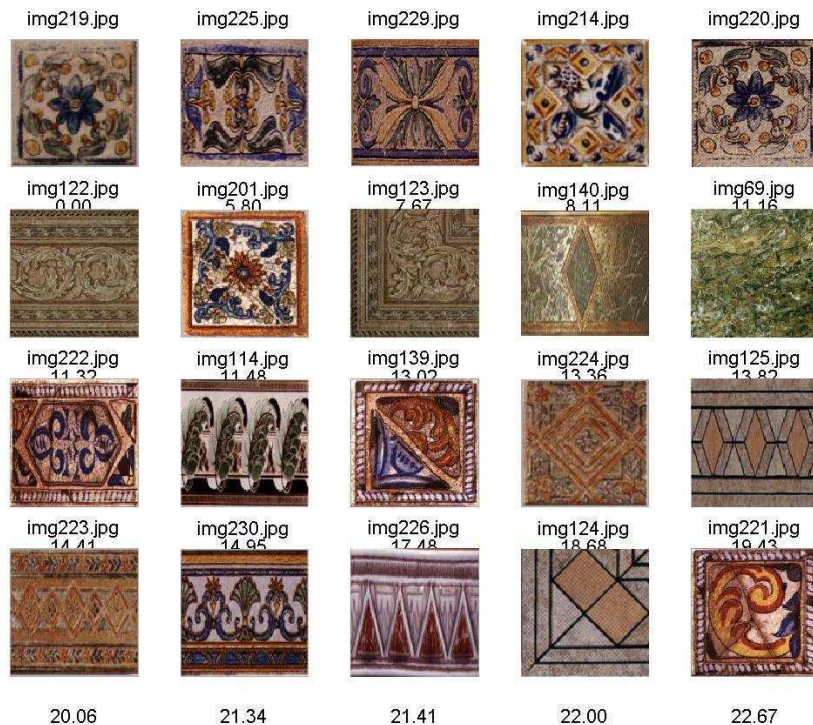 img219.jpg img225.jpg img229.jpg img214.jpg img220.jpg
img122.jpg img201.jpg img123.jpg img140.jpg img69.jpg
0.00 5.80 7.67 8.11 11.16
img222.jpg img114.jpg img139.jpg img224.jpg img125.jpg
11.32 11.48 13.02 13.36 13.82
img223.jpg img230.jpg img226.jpg img124.jpg img221.jpg
14.41 14.95 17.48 18.68 19.43
20.06 21.34 21.41 22.00 22.67